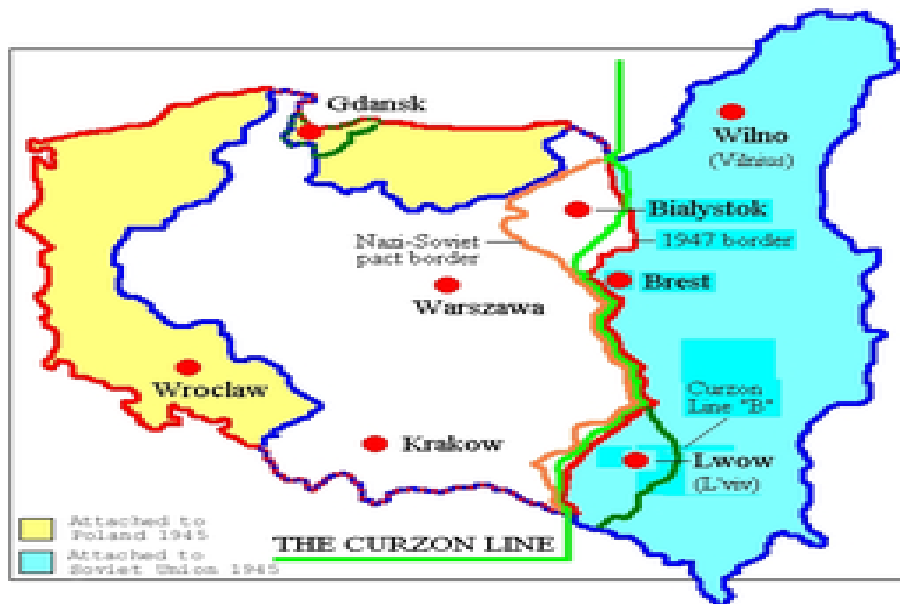 Gdansk
Wilno
(Vilnius)
Bialystok
Nazi-Soviet
pact border
1947 border
Brest
Warszawa
Wroclaw
Curzon
Line "B"
Krakow
Lwow
(L'viv)
Attached to
Poland 1945
THE CURZON LINE
Attached to
Soviet Union 1945